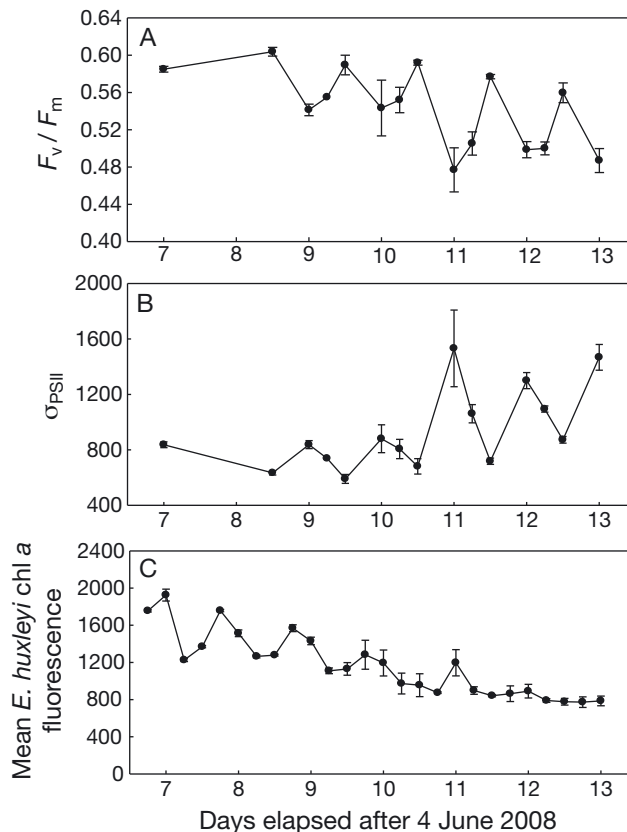 0.64
A
0.60
0.56
0.52
0.48
0.44
0.40
Fv / Fm
7 8 9 10 11 12 13
2000
B
1600
1200
800
400
σPSII
7 8 9 10 11 12 13
2400
C
2000
1600
1200
800
400
0
Mean E. huxleyi chl a
fluorescence
7 8 9 10 11 12 13
Days elapsed after 4 June 2008